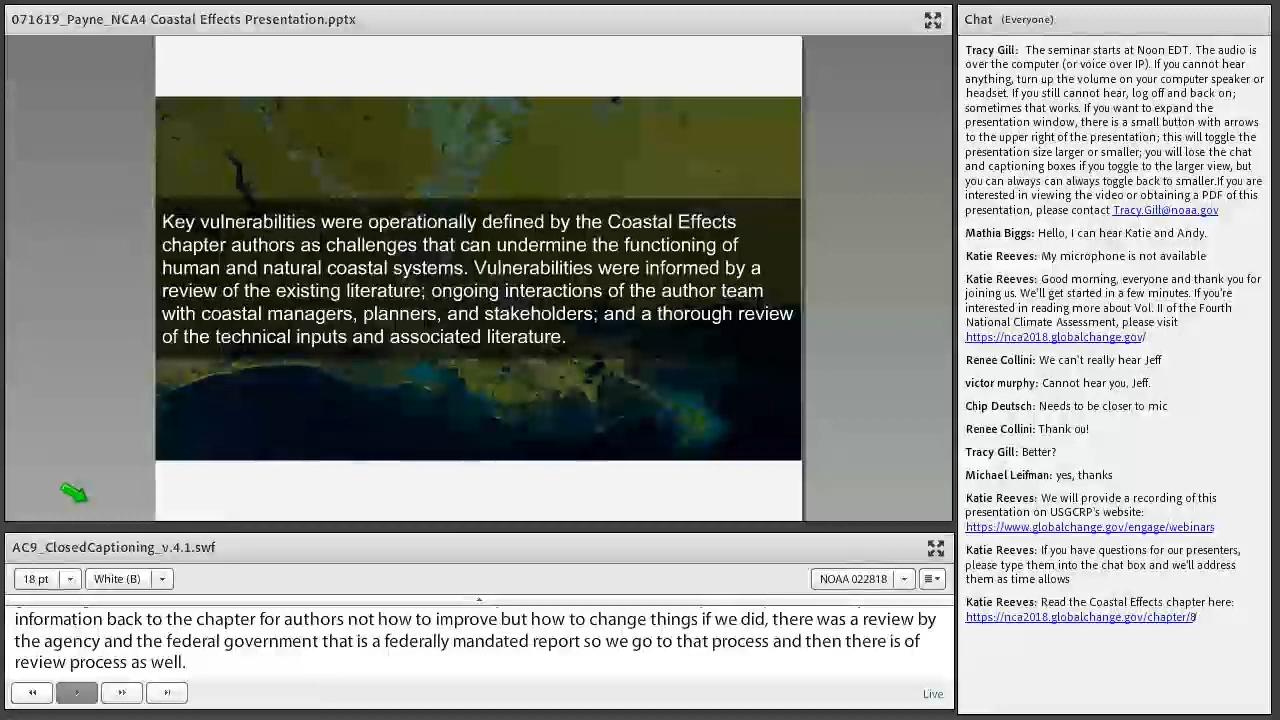 071619_Payne_NCA4 Coastal Effects Presentation.pptx
Key vulnerabilities were operationally defined by the Coastal Effects
chapter authors as challenges that can undermine the functioning of
human and natural coastal systems. Vulnerabilities were informed by a
review of the existing literature; ongoing interactions of the author team
with coastal managers, planners, and stakeholders; and a thorough review
of the technical inputs and associated literature.
AC9_ClosedCaptioning_v.4.1.swf
18 pt
White (B)
NOAA 022818
information back to the chapter for authors not how to improve but how to change things if we did, there was a review by
the agency and the federal government that is a federally mandated report so we go to that process and then there is of
review process as well.
Live
Chat (Everyone)
Tracy Gill: The seminar starts at Noon EDT. The audio is
over the computer (or voice over IP). If you cannot hear
anything, turn up the volume on your computer speaker or
headset. If you still cannot hear, log off and back on;
sometimes that works. If you want to expand the
presentation window, there is a small button with arrows
to the upper right of the presentation; this will toggle the
presentation size larger or smaller; you will lose the chat
and captioning boxes if you toggle to the larger view, but
you can always can always toggle back to smaller.If you are
interested in viewing the video or obtaining a PDF of this
presentation, please contact Tracy.Gill@noaa.gov
Mathia Biggs: Hello, I can hear Katie and Andy.
Katie Reeves: My microphone is not available
Katie Reeves: Good morning, everyone and thank you for
joining us. We'll get started in a few minutes. If you're
interested in reading more about Vol. II of the Fourth
National Climate Assessment, please visit
https://nca2018.globalchange.gov/
Renee Collini: We can't really hear Jeff
victor murphy: Cannot hear you, Jeff.
Chip Deutsch: Needs to be closer to mic
Renee Collini: Thank ou!
Tracy Gill: Better?
Michael Leifman: yes, thanks
Katie Reeves: We will provide a recording of this
presentation on USGCRP's website:
https://www.globalchange.gov/engage/webinars
Katie Reeves: If you have questions for our presenters,
please type them into the chat box and we'll address
them as time allows
Katie Reeves: Read the Coastal Effects chapter here:
https://nca2018.globalchange.gov/chapter/8/